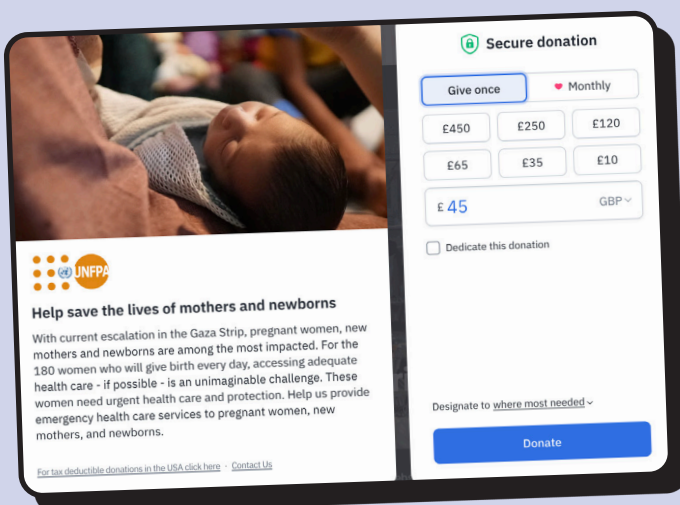 UNFPA
Help save the lives of mothers and newborns
With current escalation in the Gaza Strip, pregnant women, new
mothers and newborns are among the most impacted. For the
180 women who will give birth every day, accessing adequate
health care - if possible - is an unimaginable challenge. These
women need urgent health care and protection. Help us provide
emergency health care services to pregnant women, new
mothers, and newborns.
For tax deductible donations in the USA click here · Contact Us
Secure donation
Give once Monthly
£450 £250 £120
£65 £35 £10
£ 45 GBP
Dedicate this donation
Designate to where most needed
Donate